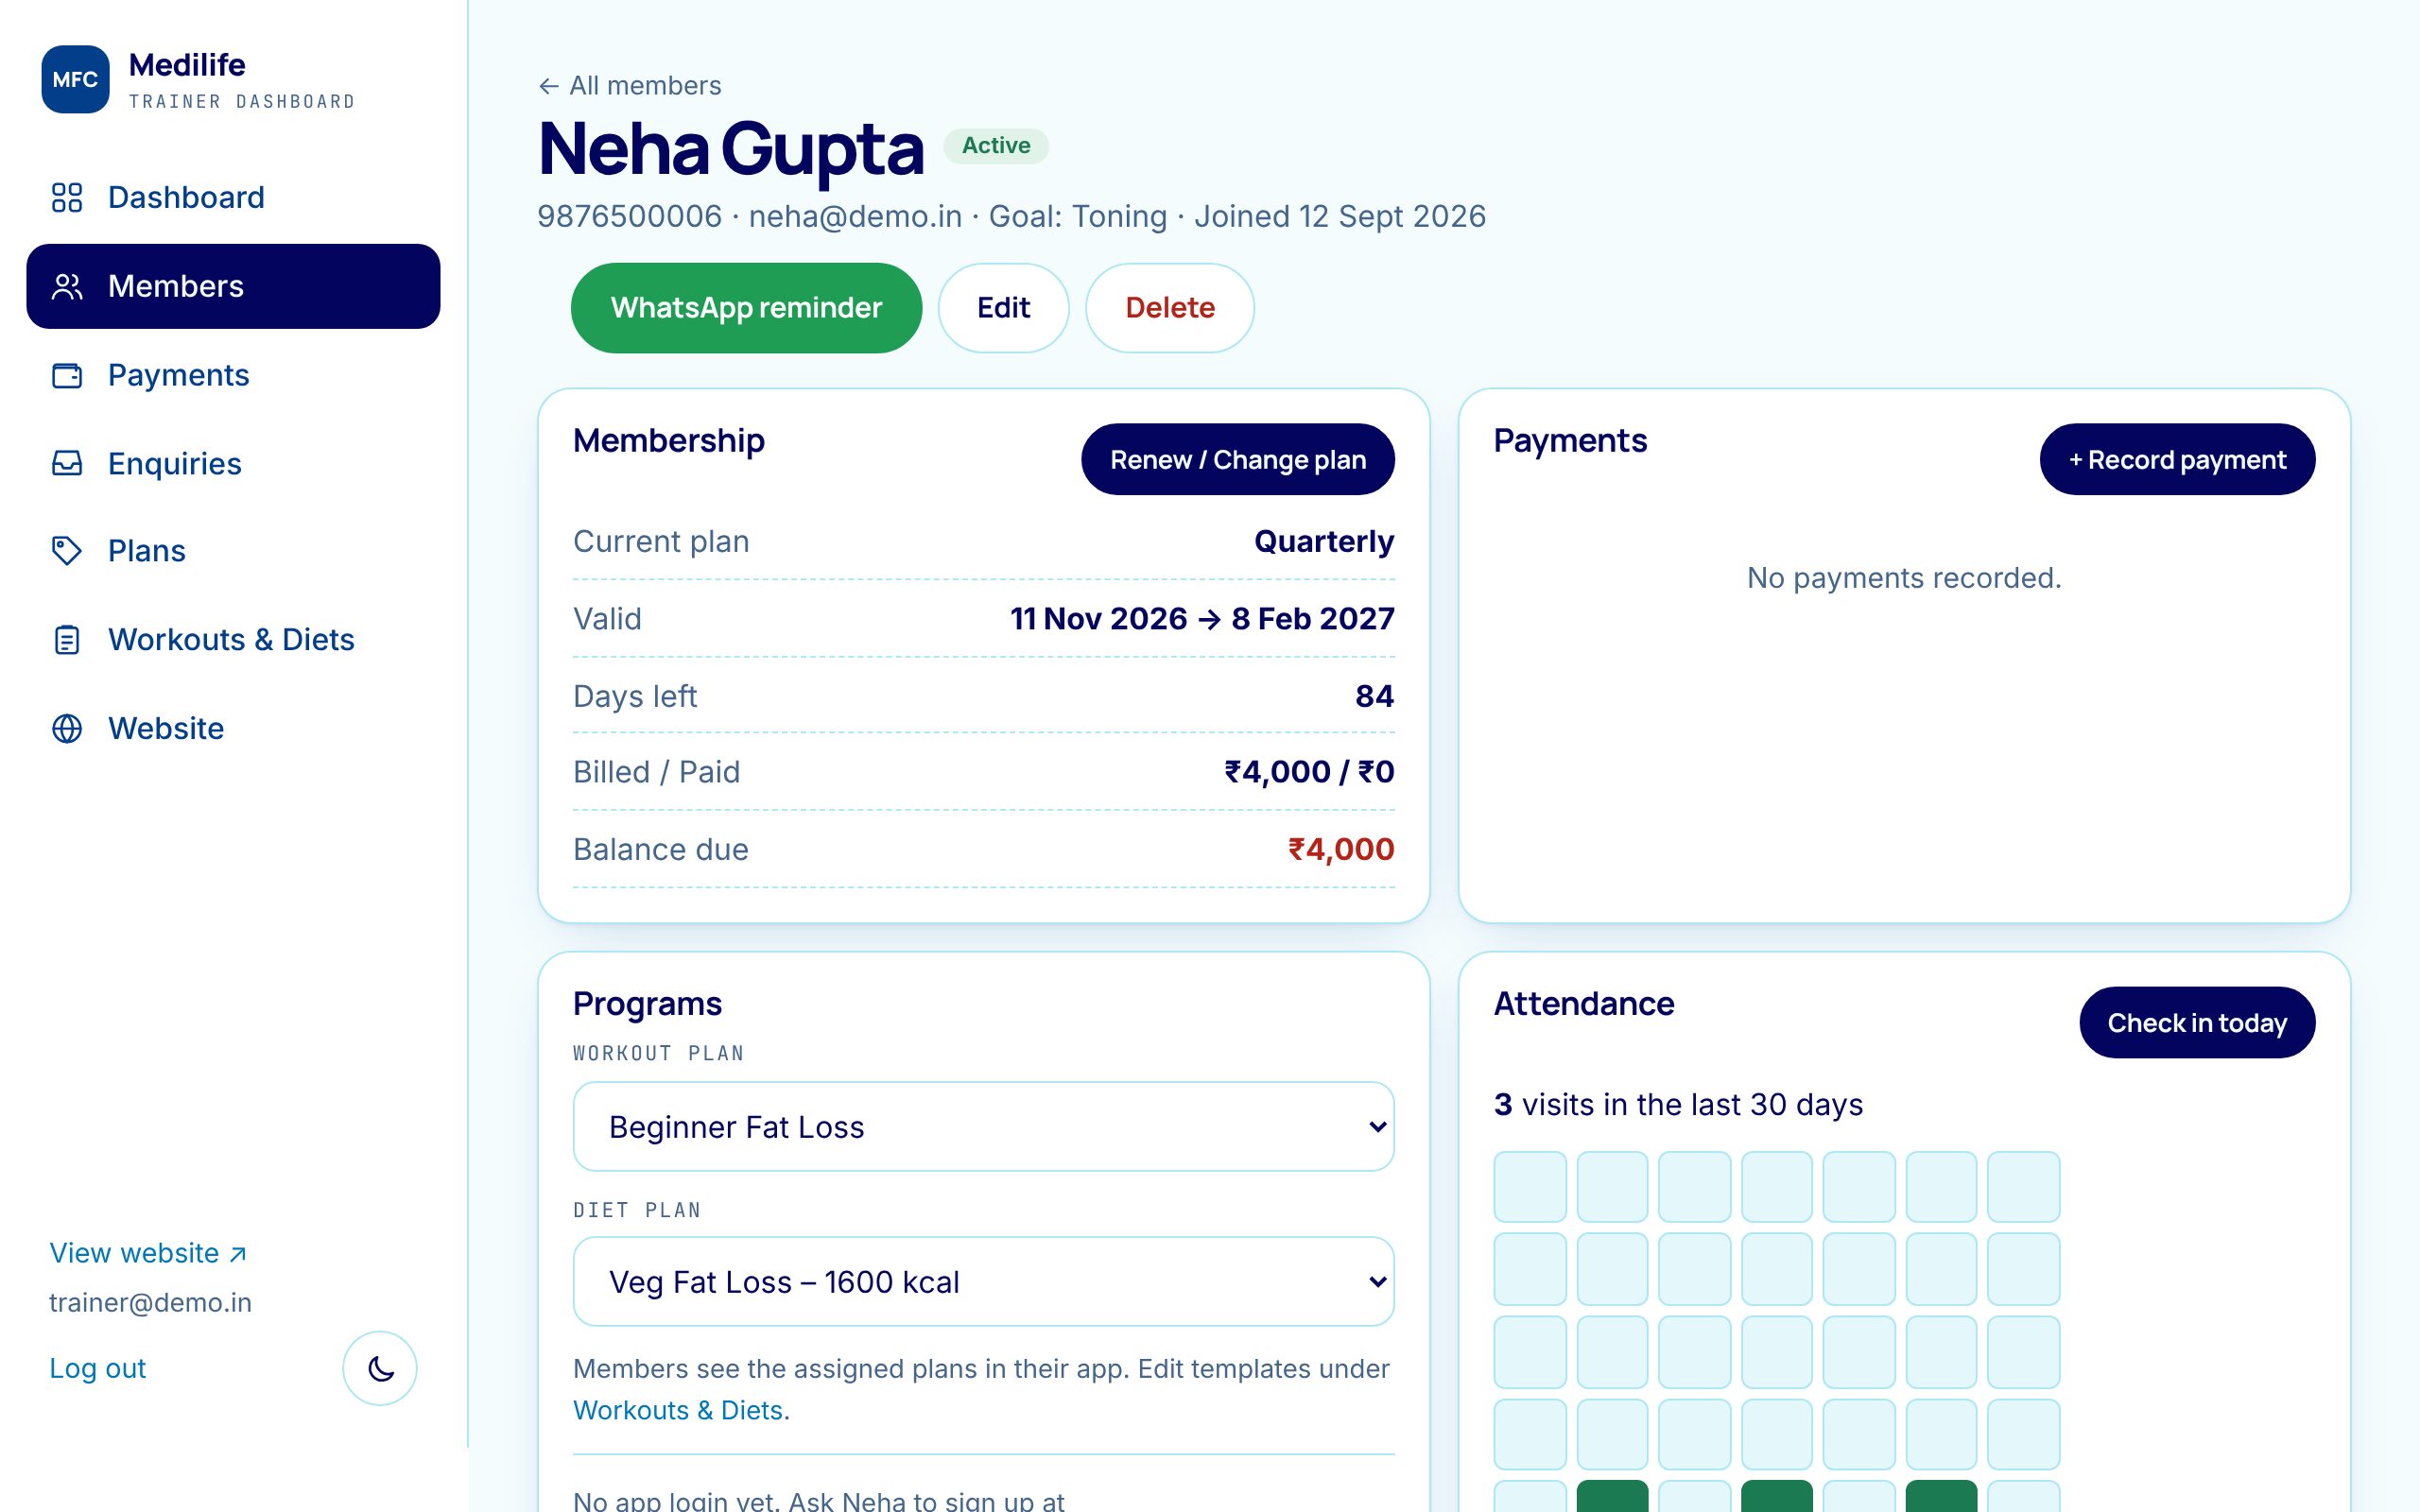 MFC
Medilife
TRAINER DASHBOARD
Dashboard
Members
Payments
Enquiries
Plans
Workouts & Diets
Website
View website ↗
trainer@demo.in
Log out
← All members
Neha Gupta Active
9876500006 · neha@demo.in · Goal: Toning · Joined 12 Sept 2026
WhatsApp reminder Edit Delete
Membership Renew / Change plan
Current plan Quarterly
Valid 11 Nov 2026 → 8 Feb 2027
Days left 84
Billed / Paid ₹4,000 / ₹0
Balance due ₹4,000
Payments + Record payment
No payments recorded.
Programs
WORKOUT PLAN
Beginner Fat Loss
DIET PLAN
Veg Fat Loss – 1600 kcal
Members see the assigned plans in their app. Edit templates under
Workouts & Diets.
No app login yet. Ask Neha to sign up at
Attendance Check in today
3 visits in the last 30 days